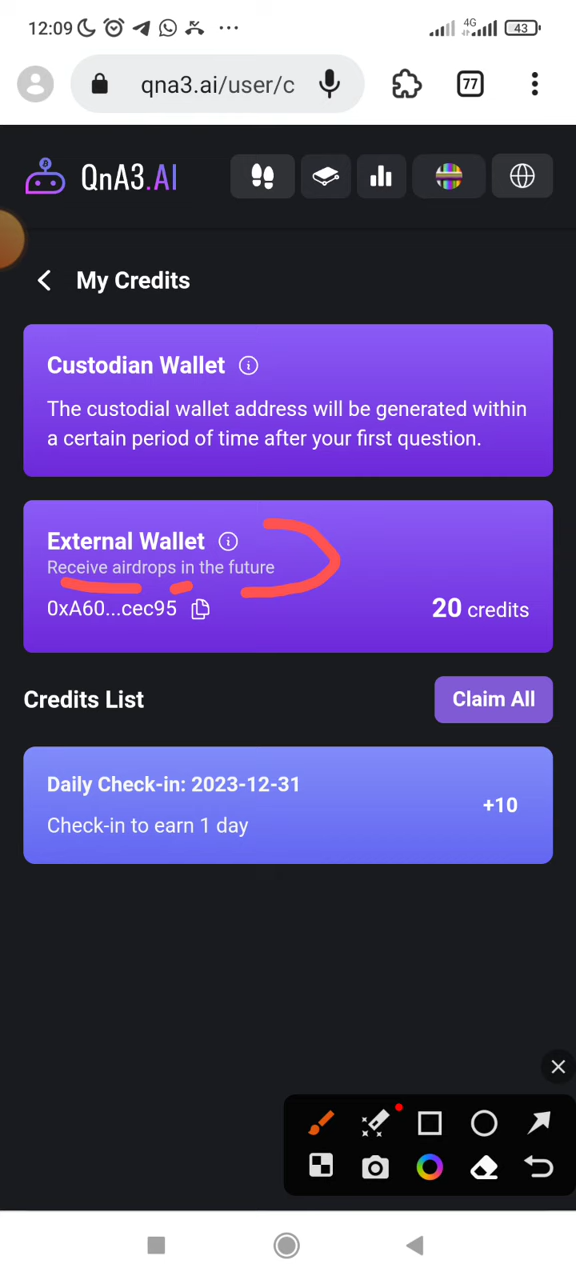 12:09
4G
43
qna3.ai/user/c
77
QnA3.AI
My Credits
Custodian Wallet
The custodial wallet address will be generated within
a certain period of time after your first question.
External Wallet
Receive airdrops in the future
0xA60...cec95
20 credits
Credits List
Claim All
Daily Check-in: 2023-12-31
Check-in to earn 1 day
+10